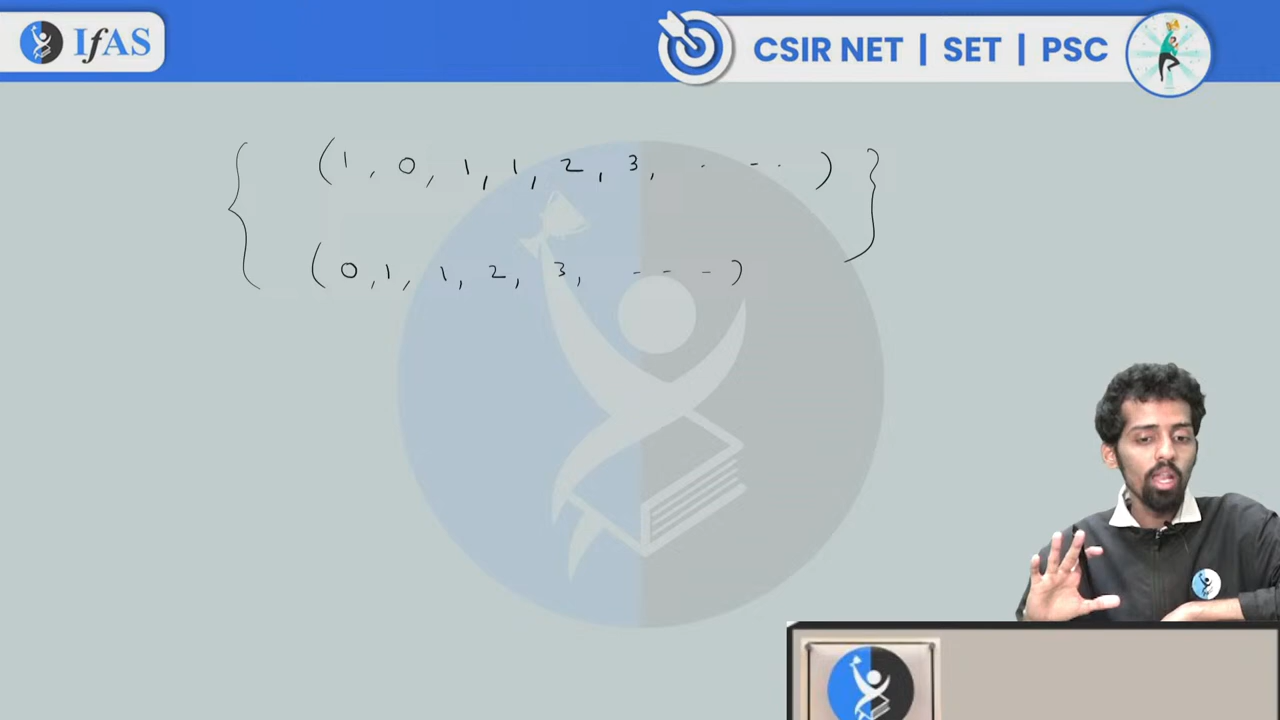 IfAS
CSIR NET | SET | PSC
{ (1, 0, 1, 1, 2, 3, . - . )
(0, 1, 1, 2, 3, - - - ) }